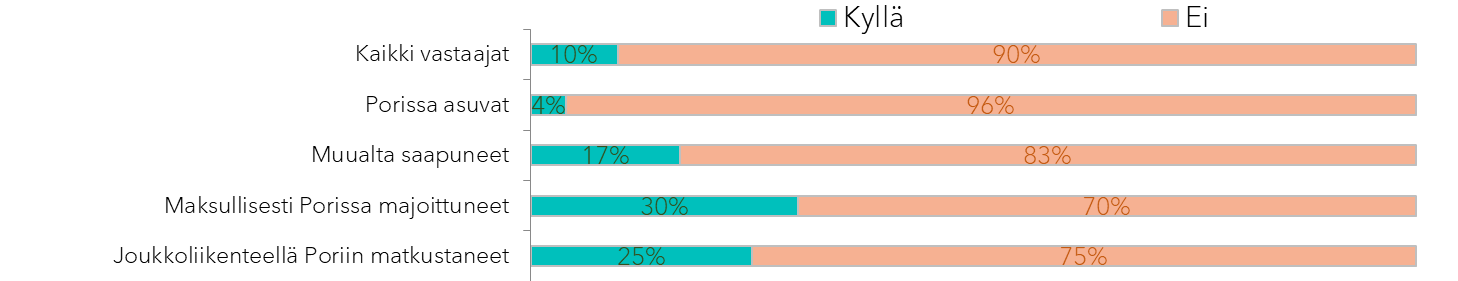 Kyllä Ei
Kaikki vastaajat 10% 90%
Porissa asuvat 4% 96%
Muualta saapuneet 17% 83%
Maksullisesti Porissa majoittuneet 30% 70%
Joukkoliikenteellä Poriin matkustaneet 25% 75%